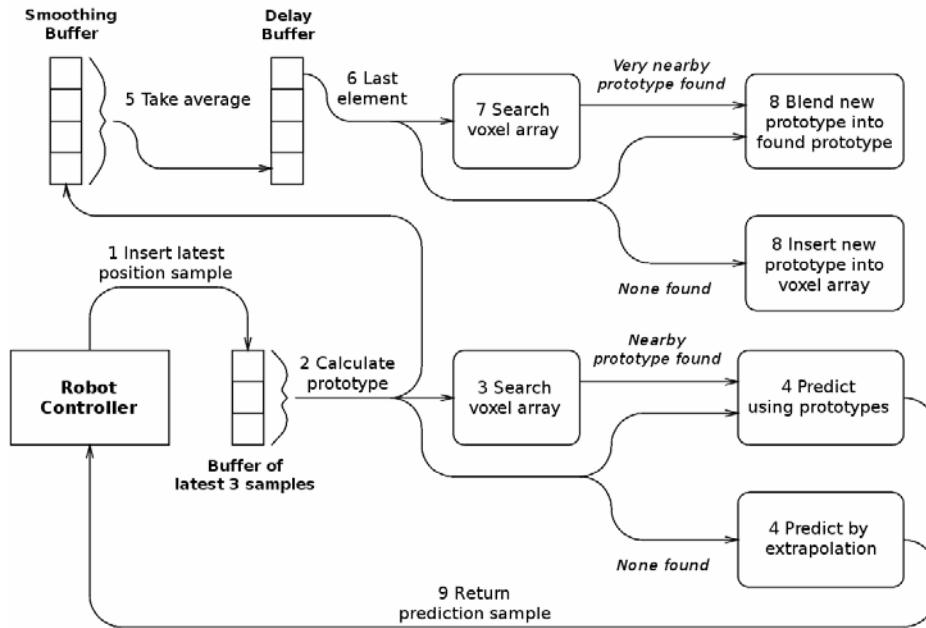 Smoothing
Buffer
Delay
Buffer
5 Take average
6 Last
element
7 Search
voxel array
Very nearby
prototype found
8 Blend new
prototype into
found prototype
8 Insert new
prototype into
voxel array
None found
1 Insert latest
position sample
Robot
Controller
2 Calculate
prototype
Buffer of
latest 3 samples
3 Search
voxel array
Nearby
prototype found
4 Predict
using prototypes
4 Predict by
extrapolation
None found
9 Return
prediction sample